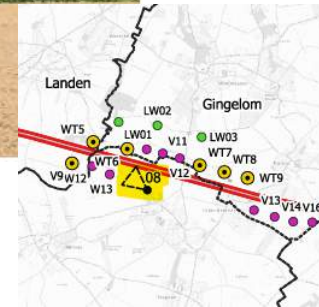 Landen
Gingelom
LW02
WT5
LW01
V11
LW03
WT6
WT7
WT8
V9
W12
W13
08
V12
WT9
V13
V14
V16